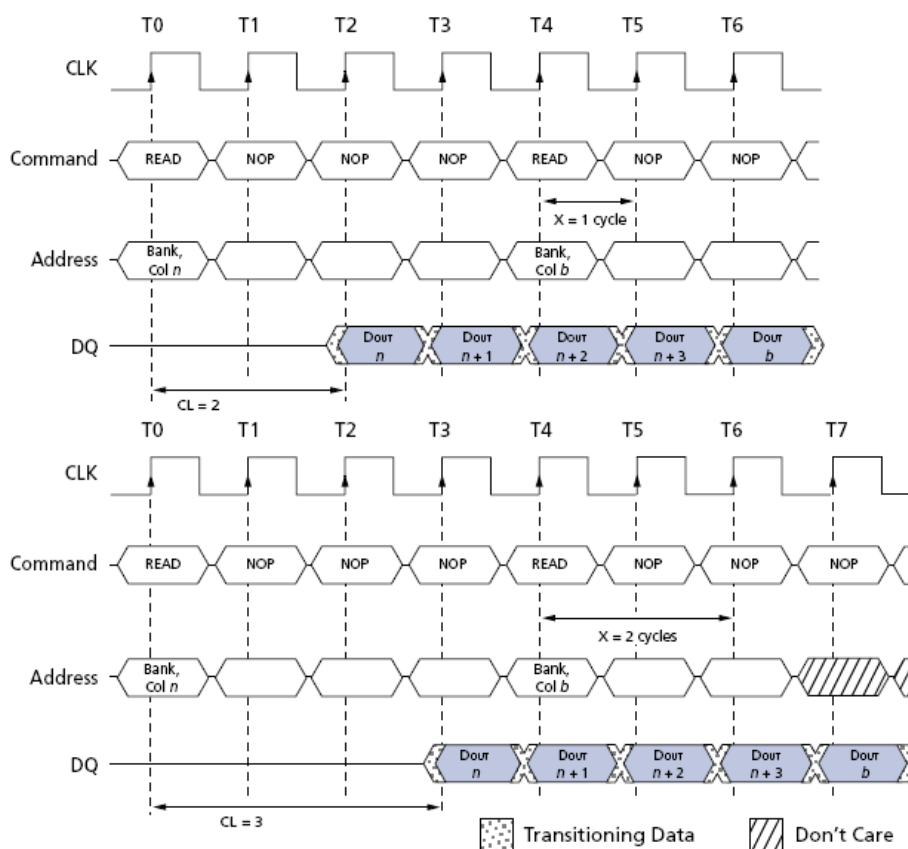 T0 T1 T2 T3 T4 T5 T6
CLK
Command READ NOP NOP NOP READ NOP NOP
X = 1 cycle
Address Bank, Col n Bank, Col b
DQ Dout n Dout n + 1 Dout n + 2 Dout n + 3 Dout b
CL = 2
T0 T1 T2 T3 T4 T5 T6 T7
CLK
Command READ NOP NOP NOP READ NOP NOP NOP
X = 2 cycles
Address Bank, Col n Bank, Col b
DQ Dout n Dout n + 1 Dout n + 2 Dout n + 3 Dout b
CL = 3
Transitioning Data Don't Care